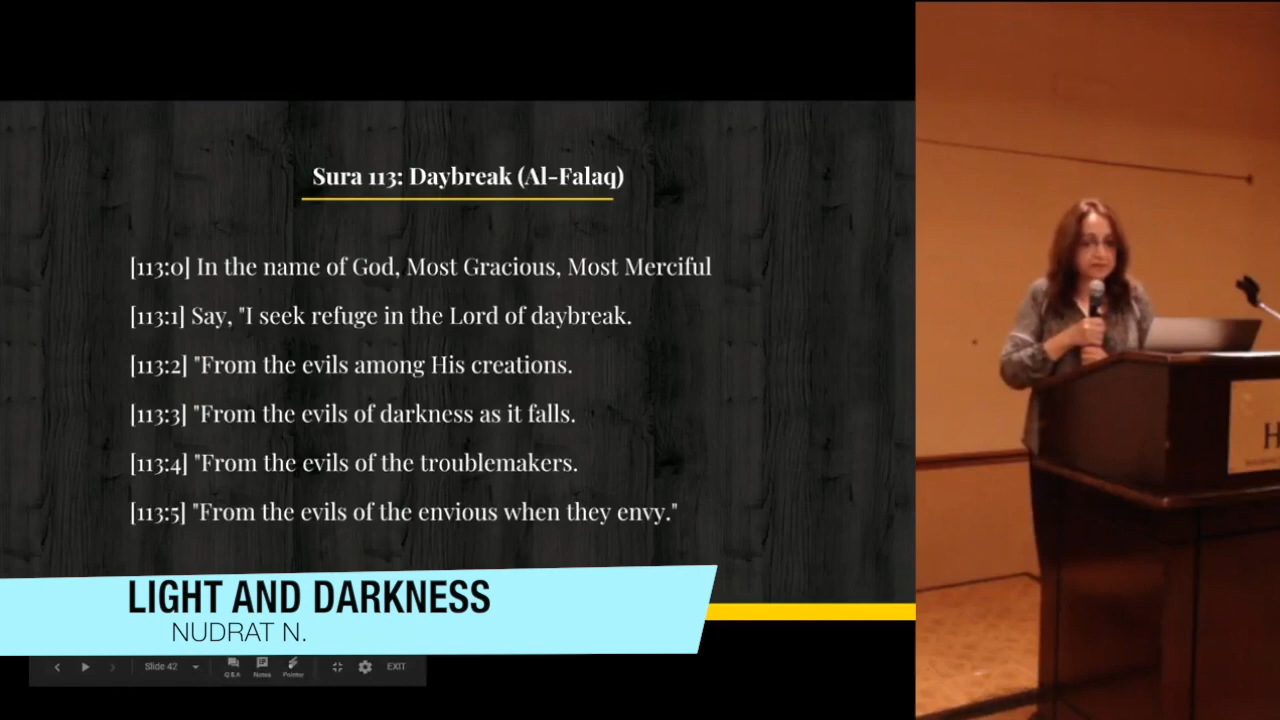 Sura 113: Daybreak (Al-Falaq)
[113:0] In the name of God, Most Gracious, Most Merciful
[113:1] Say, "I seek refuge in the Lord of daybreak.
[113:2] "From the evils among His creations.
[113:3] "From the evils of darkness as it falls.
[113:4] "From the evils of the troublemakers.
[113:5] "From the evils of the envious when they envy."
LIGHT AND DARKNESS
NUDRAT N.
Slide 42
Q&A Notes Pointer
EXIT
H